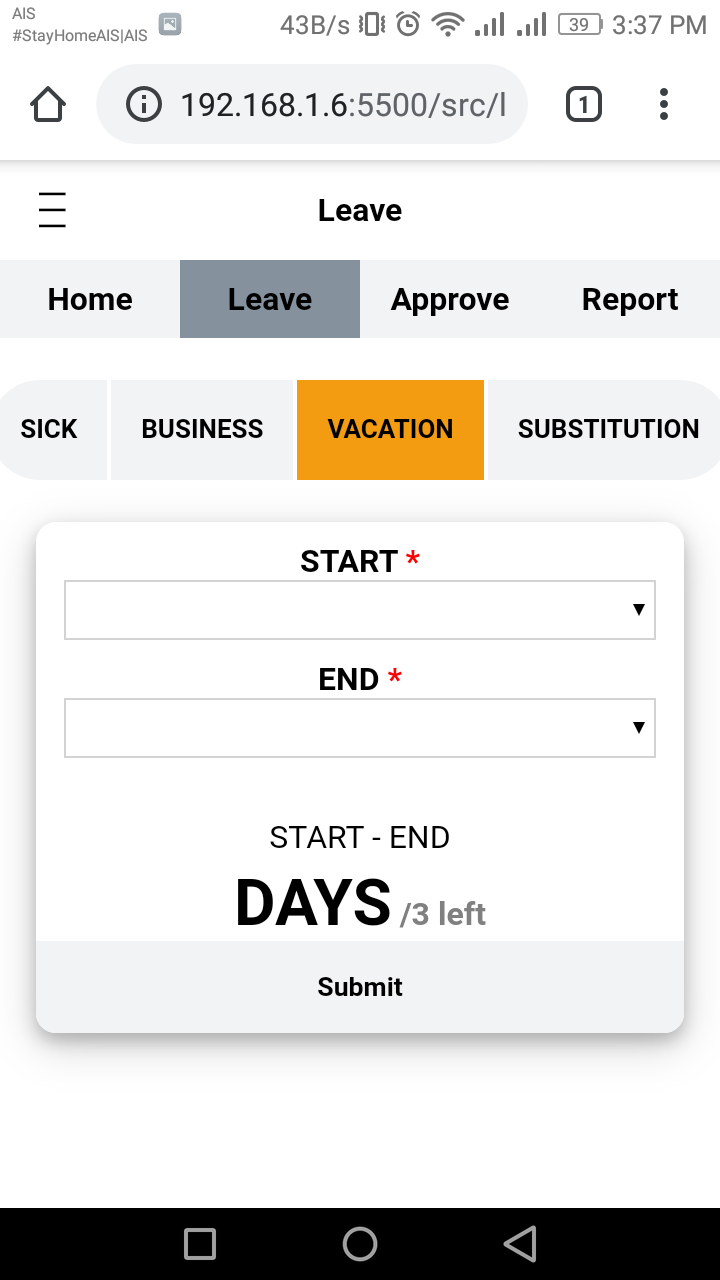 AIS
#StayHomeAIS|AIS
43B/s 39 3:37 PM
192.168.1.6:5500/src/l 1
Leave
Home Leave Approve Report
SICK BUSINESS VACATION SUBSTITUTION
START *
END *
START - END
DAYS /3 left
Submit